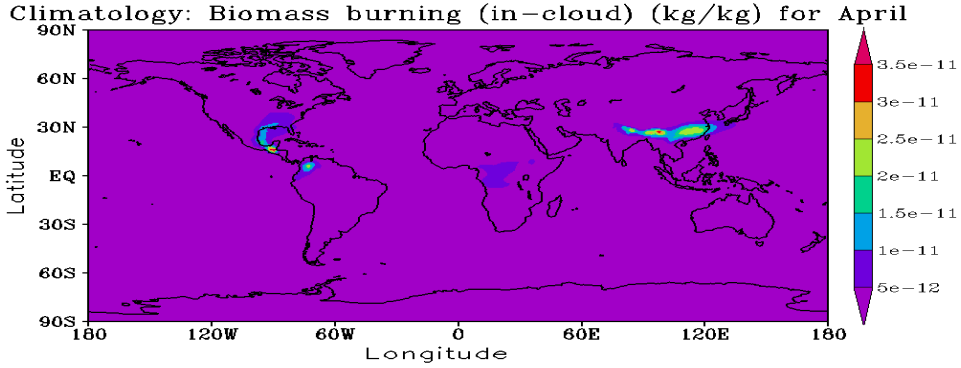 Climatology: Biomass burning (in-cloud) (kg/kg) for April
90N
60N
30N
EQ
30S
60S
90S
Latitude
180
120W
60W
0
60E
120E
180
Longitude
3.5e-11
3e-11
2.5e-11
2e-11
1.5e-11
1e-11
5e-12